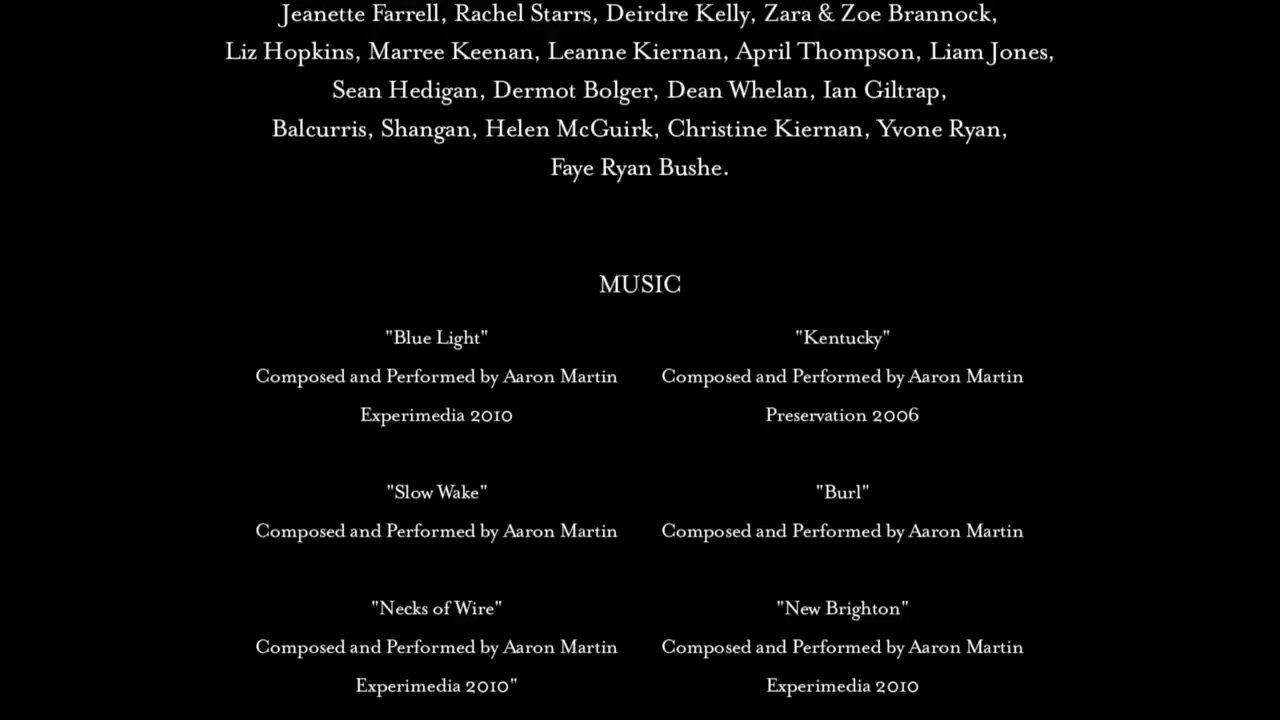 Jeanette Farrell, Rachel Starrs, Deirdre Kelly, Zara & Zoe Brannock,
Liz Hopkins, Marree Keenan, Leanne Kiernan, April Thompson, Liam Jones,
Sean Hedigan, Dermot Bolger, Dean Whelan, Ian Giltrap,
Balcurris, Shangan, Helen McGuirk, Christine Kiernan, Yvone Ryan,
Faye Ryan Bushe.
MUSIC
"Blue Light"
Composed and Performed by Aaron Martin
Experimedia 2010
"Kentucky"
Composed and Performed by Aaron Martin
Preservation 2006
"Slow Wake"
Composed and Performed by Aaron Martin
"Burl"
Composed and Performed by Aaron Martin
"Necks of Wire"
Composed and Performed by Aaron Martin
Experimedia 2010"
"New Brighton"
Composed and Performed by Aaron Martin
Experimedia 2010